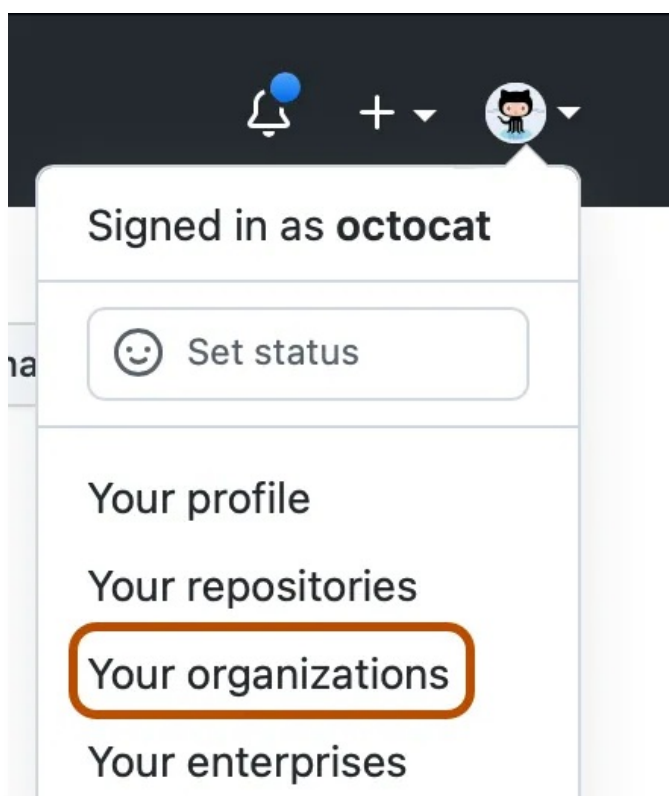 Signed in as octocat
Set status
Your profile
Your repositories
Your organizations
Your enterprises